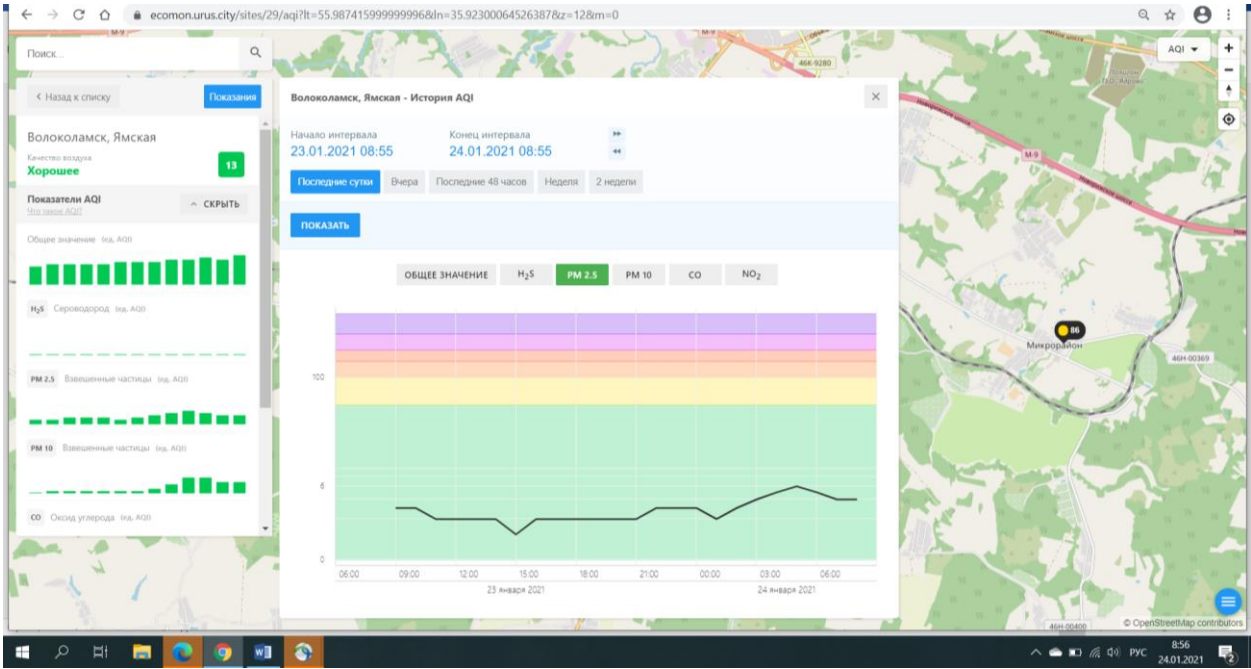 ecomon.urus.city/sites/29/aqi?lt=55.987415999999996&ln=35.92300064526387&z=12&m=0
Поиск...
М-9
М-9
46К-9280
AQI
< Назад к списку
Показания
Волоколамск, Ямская
Качество воздуха
Хорошее
13
Показатели AQI
Что такое AQI?
СКРЫТЬ
Общее значение (ед. AQI)
H2S Сероводород (ед. AQI)
PM 2.5 Взвешенные частицы (ед. AQI)
PM 10 Взвешенные частицы (ед. AQI)
CO Оксид углерода (ед. AQI)
Волоколамск, Ямская - История AQI
Начало интервала
Конец интервала
23.01.2021 08:55
24.01.2021 08:55
Последние сутки
Вчера
Последние 48 часов
Неделя
2 недели
ПОКАЗАТЬ
ОБЩЕЕ ЗНАЧЕНИЕ
H2S
PM 2.5
PM 10
CO
NO2
100
6
0
06:00 09:00 12:00 15:00 18:00 21:00 00:00 03:00 06:00
23 января 2021
24 января 2021
М-9
86
Микрорайон
46Н-00369
46Н-00400
© OpenStreetMap contributors
РУС
8:56
24.01.2021
2